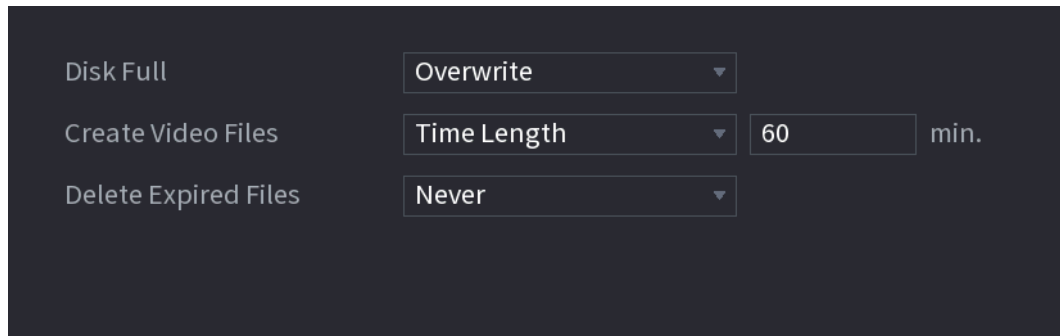 Disk Full Overwrite
Create Video Files Time Length 60 min.
Delete Expired Files Never